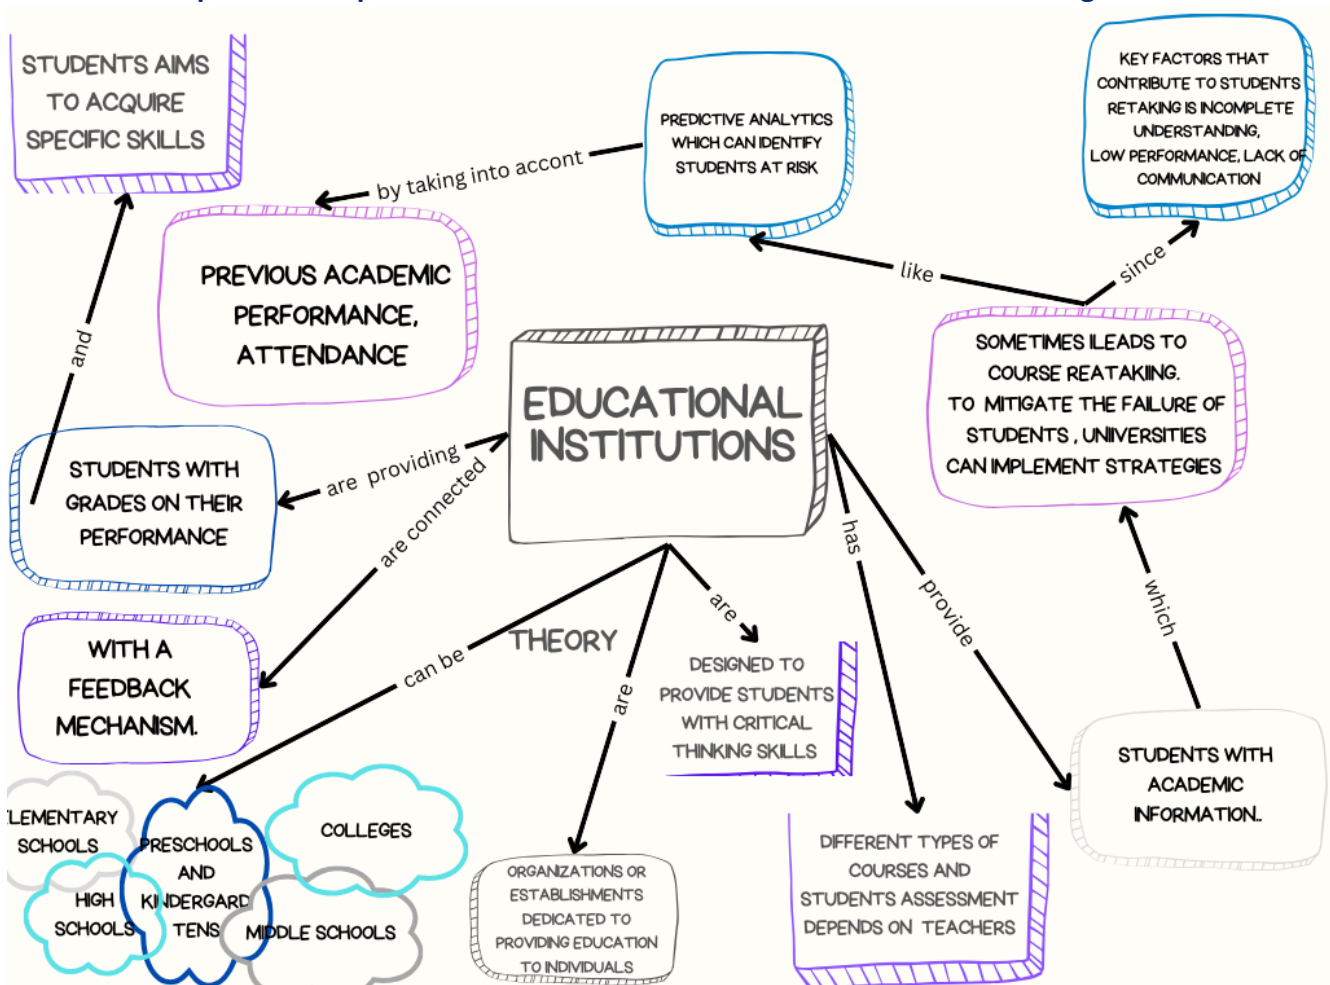 STUDENTS AIMS
TO ACQUIRE
SPECIFIC SKILLS
PREDICTIVE ANALYTICS
WHICH CAN IDENTIFY
STUDENTS AT RISK
KEY FACTORS THAT
CONTRIBUTE TO STUDENTS
RETAKING IS INCOMPLETE
UNDERSTANDING,
LOW PERFORMANCE, LACK OF
COMMUNICATION
by taking into accont
like
since
PREVIOUS ACADEMIC
PERFORMANCE,
ATTENDANCE
and
EDUCATIONAL
INSTITUTIONS
SOMETIMES lLEADS TO
COURSE REATAKIING.
TO MITIGATE THE FAILURE OF
STUDENTS , UNIIVERSITIES
CAN IMPLEMENT STRATEGIES
STUDENTS WITH
GRADES ON THEIR
PERFORMANCE
are providing
are connected
has
provide
which
WITH A
FEEDBACK
MECHANISM.
can be
THEORY
are
are
DESIGNED TO
PROVIDE STUDENTS
WITH CRITICAL
THINKING SKILLS
STUDENTS WITH
ACADEMIC
INFORMATION..
LEMENTARY
SCHOOLS
PRESCHOOLS
AND
KINDERGARD
TENS
COLLEGES
HIGH
SCHOOLS
MIDDLE SCHOOLS
ORGANIZATIONS OR
ESTABLISHMENTS
DEDICATED TO
PROVIDING EDUCATION
TO INDIVIDUALS
DIFFERENT TYPES OF
COURSES AND
STUDENTS ASSESSMENT
DEPENDS ON TEACHERS